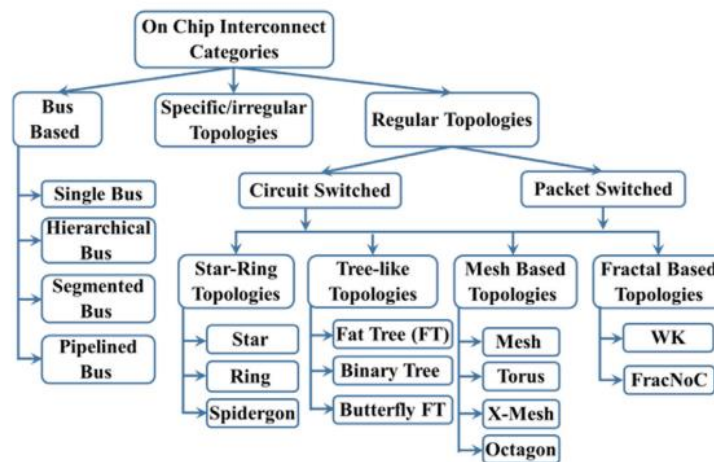 On Chip Interconnect
Categories
Bus
Based
Specific/irregular
Topologies
Regular Topologies
Single Bus
Hierarchical
Bus
Segmented
Bus
Pipelined
Bus
Circuit Switched
Packet Switched
Star-Ring
Topologies
Star
Ring
Spidergon
Tree-like
Topologies
Fat Tree (FT)
Binary Tree
Butterfly FT
Mesh Based
Topologies
Mesh
Torus
X-Mesh
Octagon
Fractal Based
Topologies
WK
FracNoC